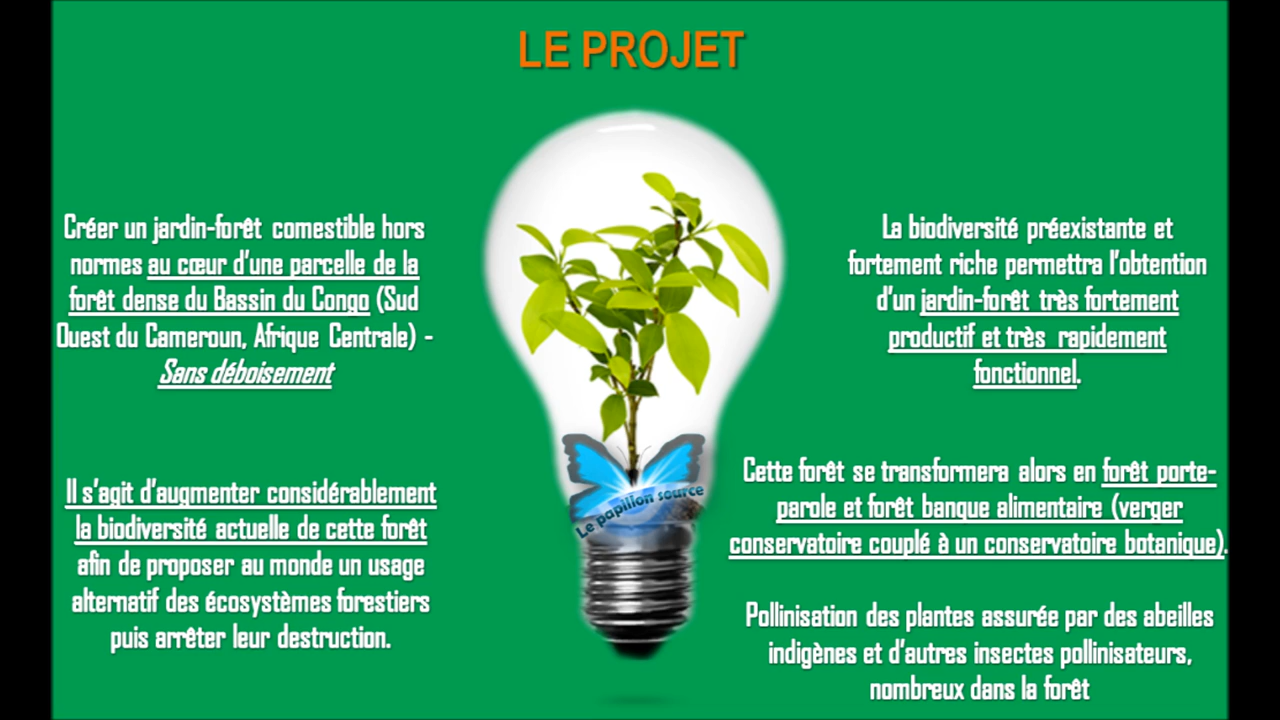 LE PROJET
Créer un jardin-forêt comestible hors
normes au cœur d'une parcelle de la
forêt dense du Bassin du Congo (Sud
Ouest du Cameroun, Afrique Centrale) -
Sans déboisement
Il s'agit d'augmenter considérablement
la biodiversité actuelle de cette forêt
afin de proposer au monde un usage
alternatif des écosystèmes forestiers
puis arrêter leur destruction.
Le papillon source
La biodiversité préexistante et
fortement riche permettra l'obtention
d'un jardin-forêt très fortement
productif et très rapidement
fonctionnel.
Cette forêt se transformera alors en forêt porte-
parole et forêt banque alimentaire (verger
conservatoire couplé à un conservatoire botanique).
Pollinisation des plantes assurée par des abeilles
indigènes et d'autres insectes pollinisateurs,
nombreux dans la forêt